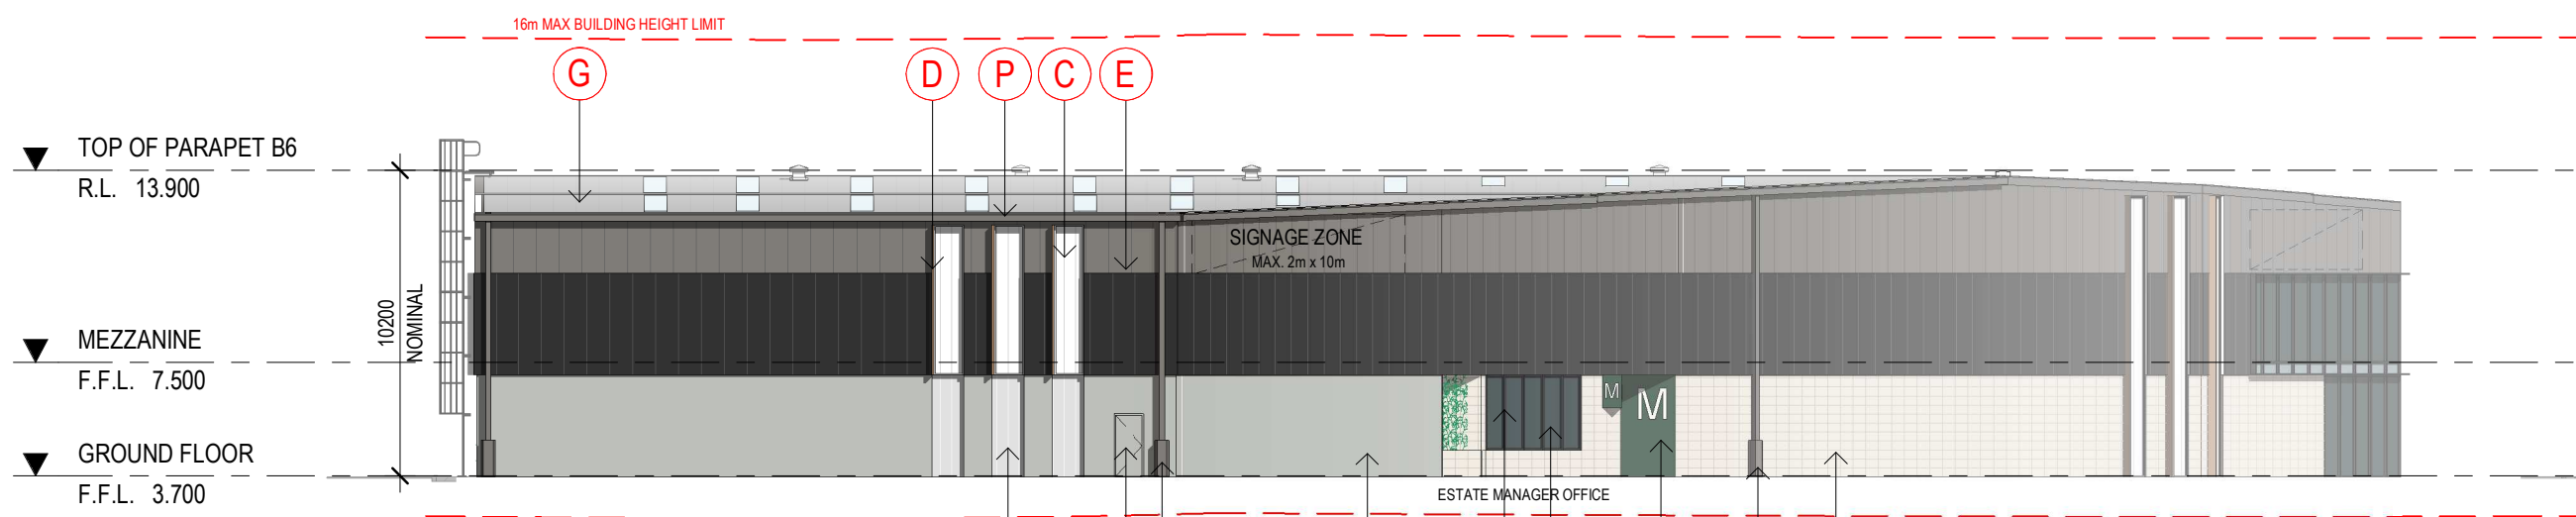 16m MAX BUILDING HEIGHT LIMIT
G D P C E
TOP OF PARAPET B6
R.L. 13.900
SIGNAGE ZONE
MAX. 2m x 10m
10200
NOMINAL
MEZZANINE
F.F.L. 7.500
M
M
GROUND FLOOR
F.F.L. 3.700
ESTATE MANAGER OFFICE